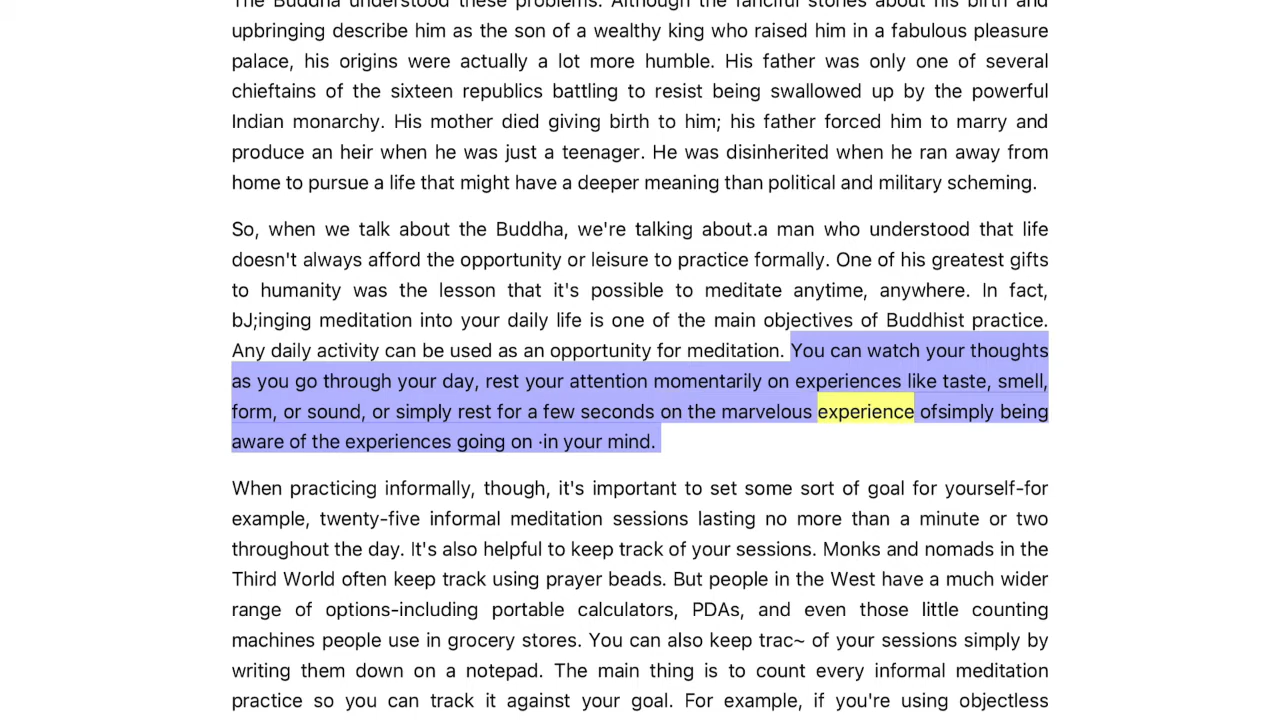 The Buddha understood these problems. Although the fanciful stories about his birth and
upbringing describe him as the son of a wealthy king who raised him in a fabulous pleasure
palace, his origins were actually a lot more humble. His father was only one of several
chieftains of the sixteen republics battling to resist being swallowed up by the powerful
Indian monarchy. His mother died giving birth to him; his father forced him to marry and
produce an heir when he was just a teenager. He was disinherited when he ran away from
home to pursue a life that might have a deeper meaning than political and military scheming.
So, when we talk about the Buddha, we're talking about.a man who understood that life
doesn't always afford the opportunity or leisure to practice formally. One of his greatest gifts
to humanity was the lesson that it's possible to meditate anytime, anywhere. In fact,
bJ;inging meditation into your daily life is one of the main objectives of Buddhist practice.
Any daily activity can be used as an opportunity for meditation. You can watch your thoughts
as you go through your day, rest your attention momentarily on experiences like taste, smell,
form, or sound, or simply rest for a few seconds on the marvelous experience ofsimply being
aware of the experiences going on ·in your mind.
When practicing informally, though, it's important to set some sort of goal for yourself-for
example, twenty-five informal meditation sessions lasting no more than a minute or two
throughout the day. It's also helpful to keep track of your sessions. Monks and nomads in the
Third World often keep track using prayer beads. But people in the West have a much wider
range of options-including portable calculators, PDAs, and even those little counting
machines people use in grocery stores. You can also keep trac~ of your sessions simply by
writing them down on a notepad. The main thing is to count every informal meditation
practice so you can track it against your goal. For example, if you're using objectless